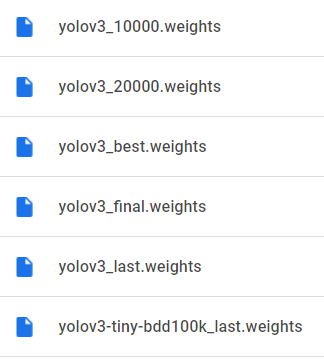 yolov3_10000.weights
yolov3_20000.weights
yolov3_best.weights
yolov3_final.weights
yolov3_last.weights
yolov3-tiny-bdd100k_last.weights